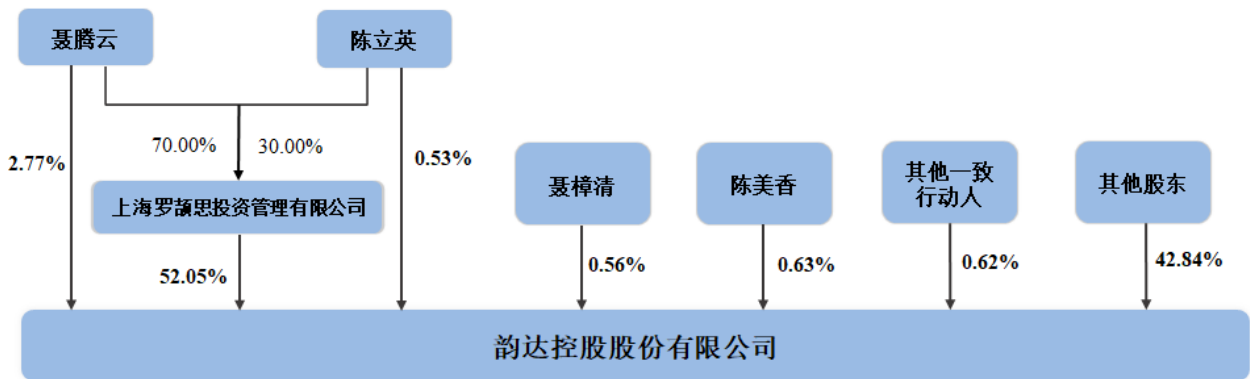 聂腾云
陈立英
70.00%
30.00%
2.77%
0.53%
聂樟清
陈美香
其他一致
行动人
其他股东
上海罗颉思投资管理有限公司
52.05%
0.56%
0.63%
0.62%
42.84%
韵达控股股份有限公司